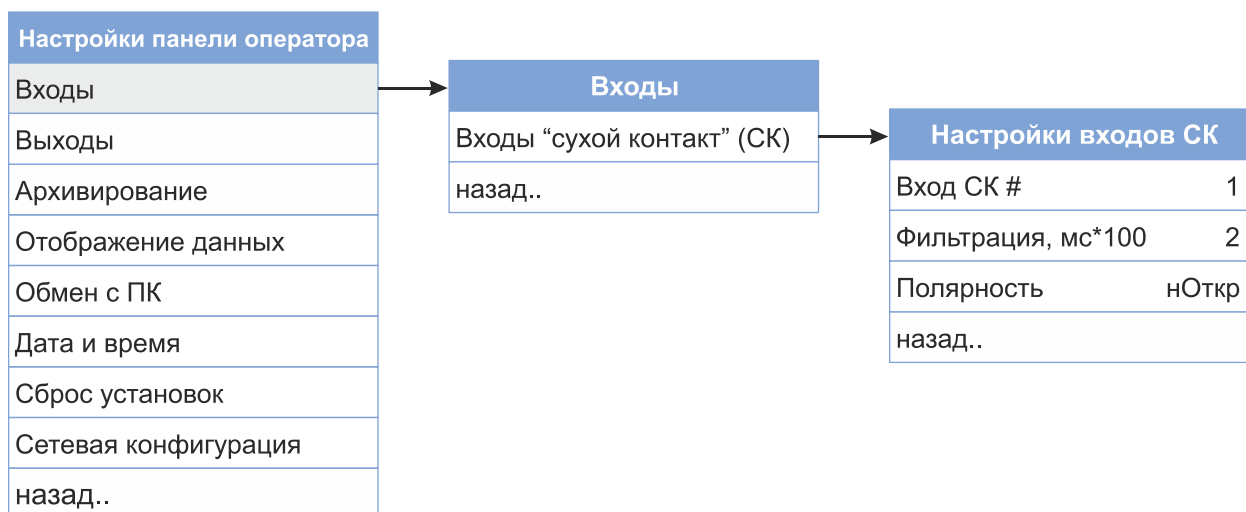 Настройки панели оператора
Входы
Выходы
Архивирование
Отображение данных
Обмен с ПК
Дата и время
Сброс установок
Сетевая конфигурация
назад..
Входы
Входы “сухой контакт” (СК)
назад..
Настройки входов СК
Вход СК # 1
Фильтрация, мс*100 2
Полярность нОткр
назад..